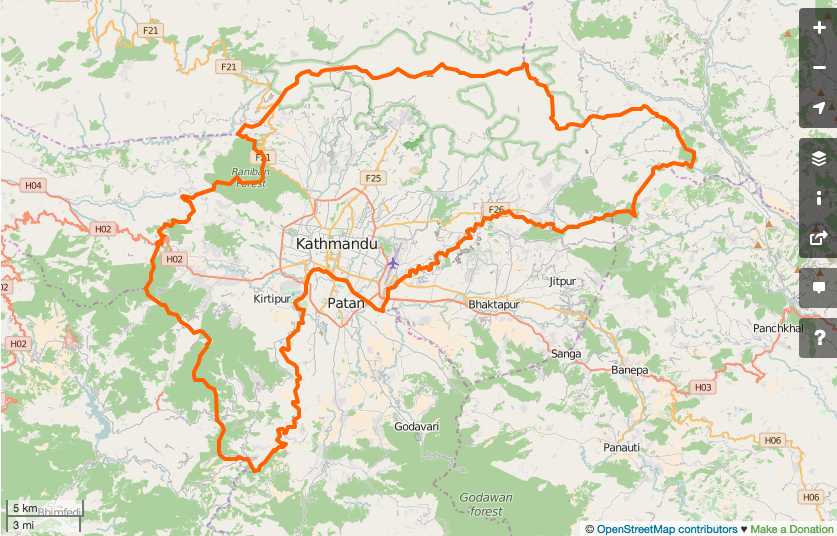 F21
F21
F21
Raniban
Forest
F25
H04
H02
F26
Kathmandu
H02
Jitpur
02
Kirtipur
Patan
Bhaktapur
Panchkhal
H02
Sanga
Banepa
H03
Godavari
H06
Panauti
Godawari
forest
H06
5 km
Bhimfedi
3 mi
+
−
i
?
© OpenStreetMap contributors ♥ Make a Donation